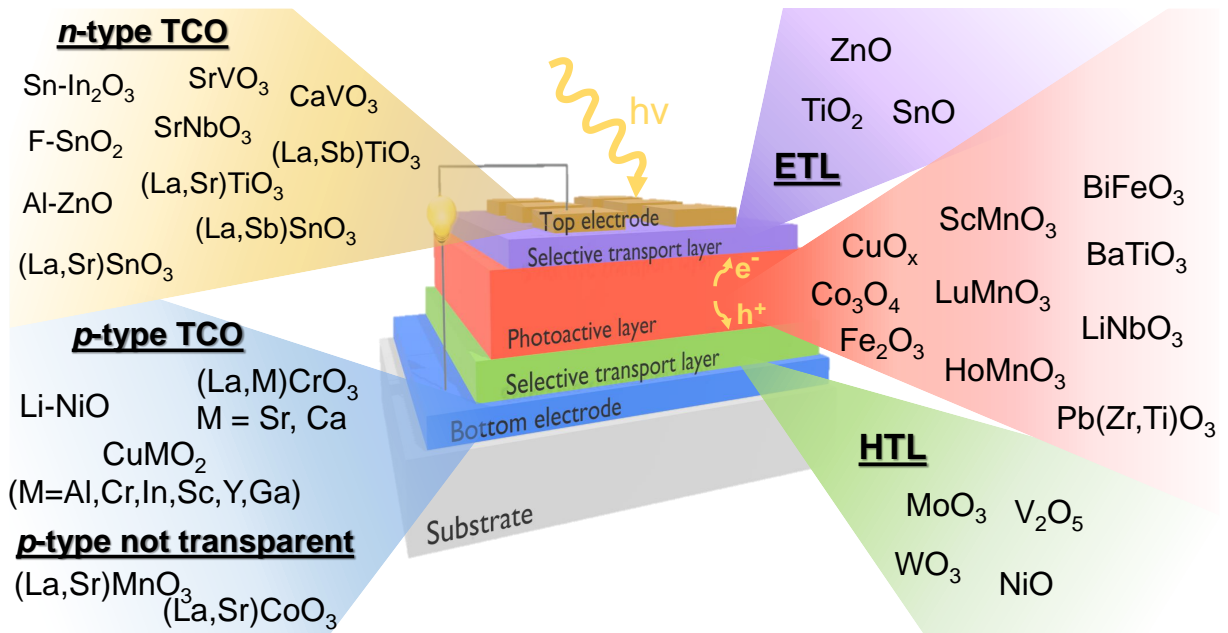 n-type TCO
Sn-In₂O₃
SrVO₃
CaVO₃
F-SnO₂
SrNbO₃
(La,Sb)TiO₃
(La,Sr)TiO₃
Al-ZnO
(La,Sb)SnO₃
(La,Sr)SnO₃
p-type TCO
(La,M)CrO₃
Li-NiO
M = Sr, Ca
CuMO₂
(M=Al,Cr,In,Sc,Y,Ga)
p-type not transparent
(La,Sr)MnO₃
(La,Sr)CoO₃
hν
Top electrode
Selective transport layer
e⁻
h⁺
Photoactive layer
Selective transport layer
Bottom electrode
Substrate
ZnO
TiO₂ SnO
ETL
BiFeO₃
ScMnO₃
CuOₓ
BaTiO₃
Co₃O₄
LuMnO₃
LiNbO₃
Fe₂O₃
HoMnO₃
Pb(Zr,Ti)O₃
HTL
MoO₃
V₂O₅
WO₃
NiO